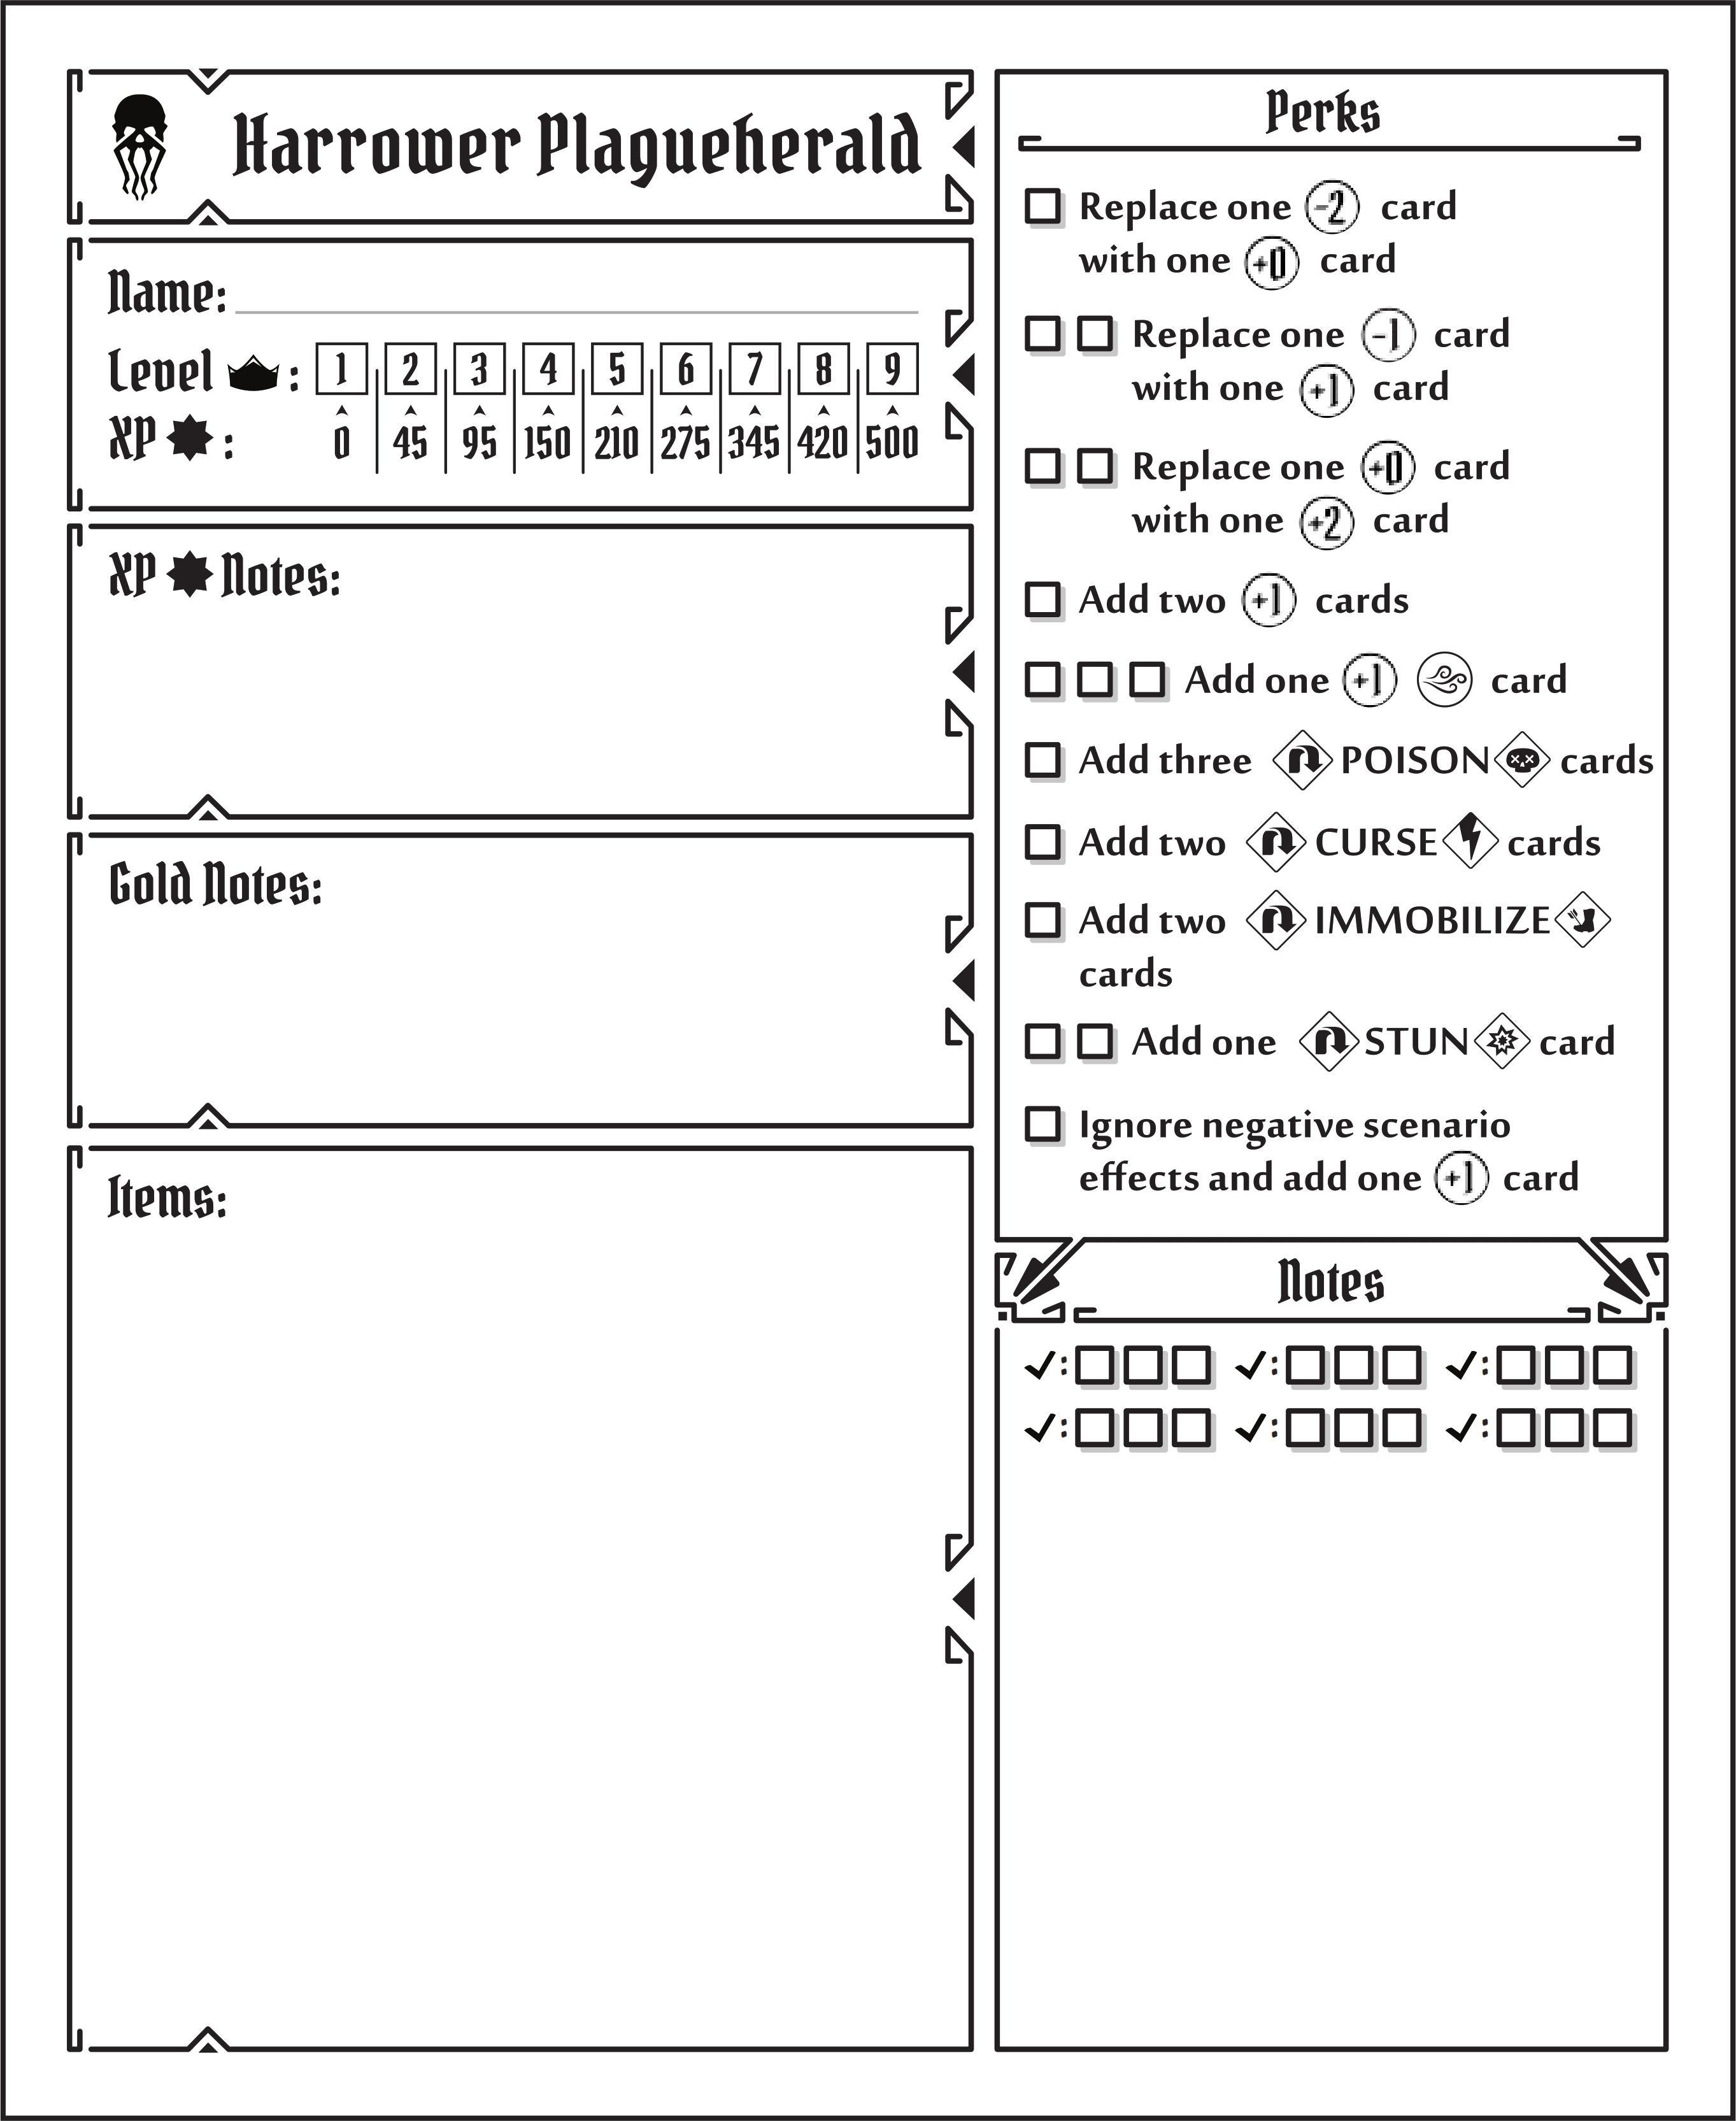 Harrower Plagueherald
Name:
Level :
1 2 3 4 5 6 7 8 9
XP :
0 45 95 150 210 275 345 420 500
XP Notes:
Gold Notes:
Items:
Perks
Replace one -2 card
with one +0 card
Replace one -1 card
with one +1 card
Replace one +0 card
with one +2 card
Add two +1 cards
Add one +1 card
Add three POISON cards
Add two CURSE cards
Add two IMMOBILIZE
cards
Add one STUN card
Ignore negative scenario
effects and add one +1 card
Notes
✓: ✓: ✓:
✓: ✓: ✓: